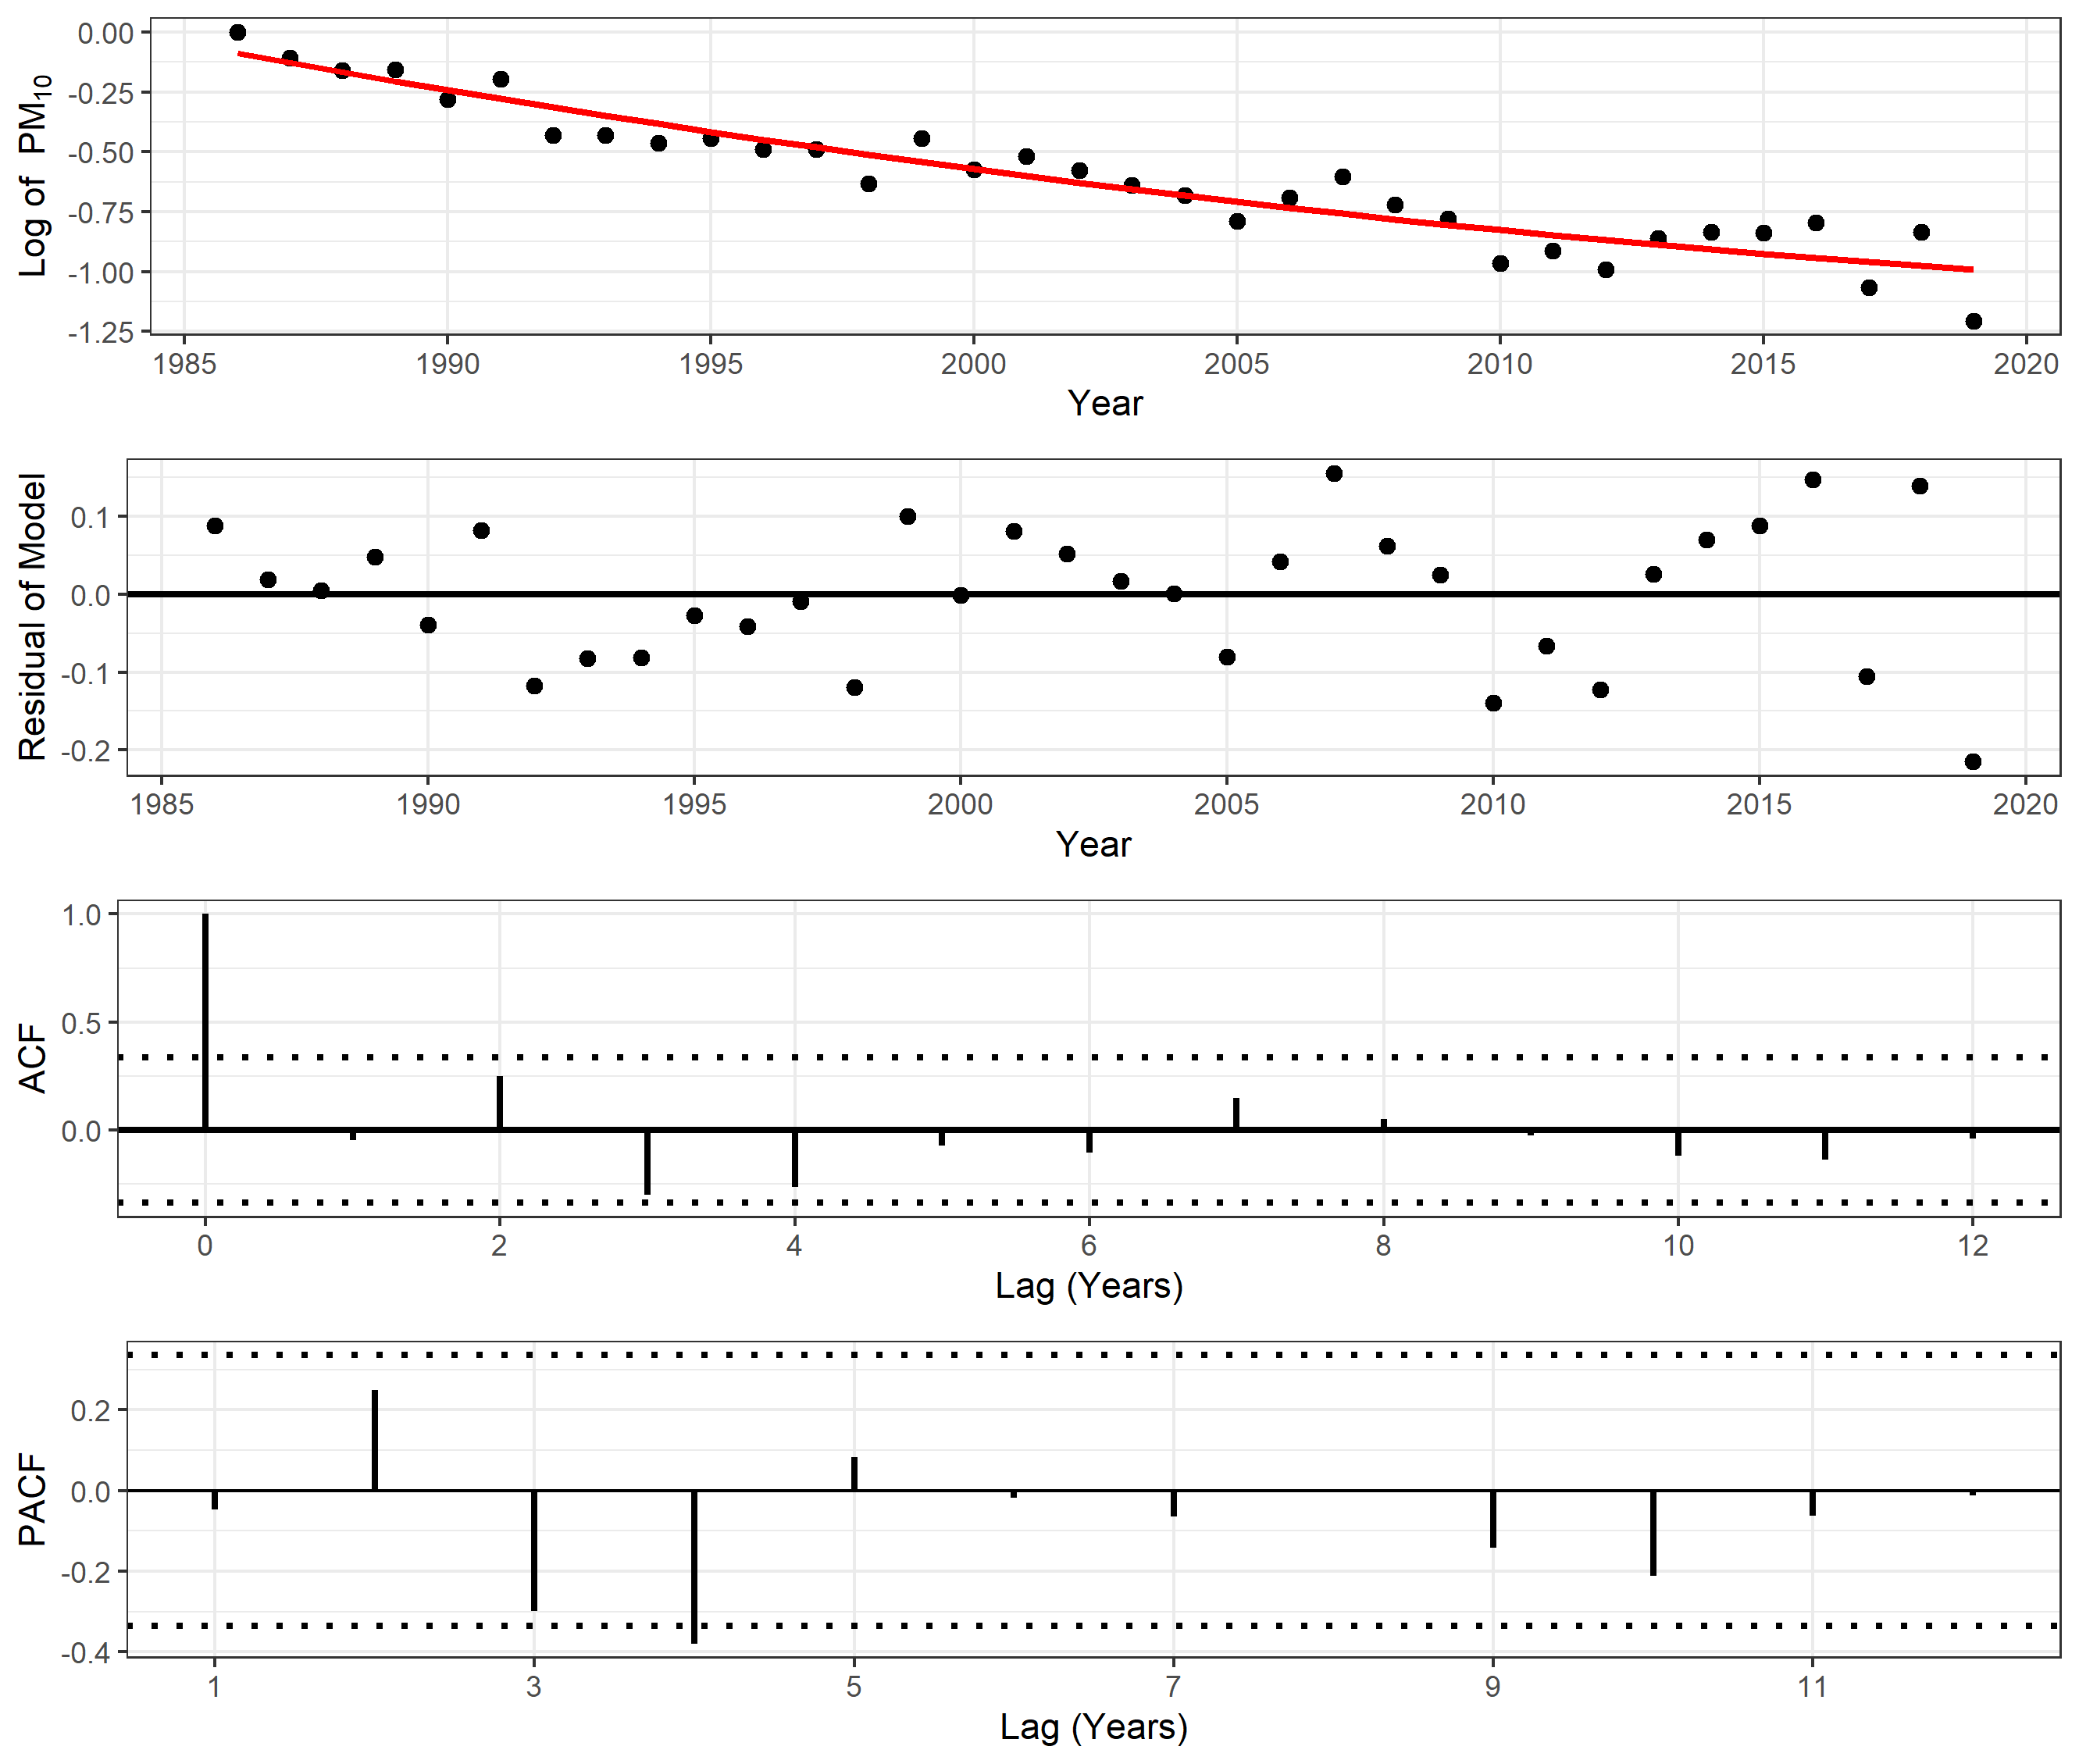 0.00
-0.25
-0.50
-0.75
-1.00
-1.25
Log of PM10
1985 1990 1995 2000 2005 2010 2015 2020
Year
0.1
0.0
-0.1
-0.2
Residual of Model
1985 1990 1995 2000 2005 2010 2015 2020
Year
1.0
0.5
0.0
ACF
0 2 4 6 8 10 12
Lag (Years)
0.2
0.0
-0.2
-0.4
PACF
1 3 5 7 9 11
Lag (Years)